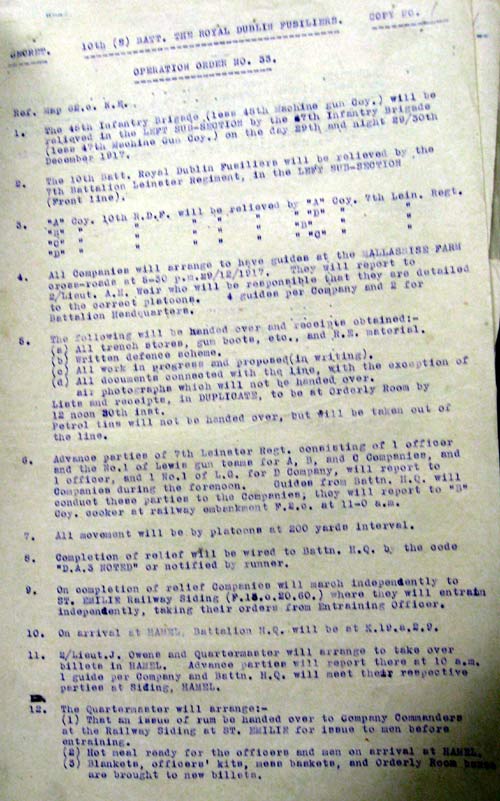 COPY NO. 1
SECRET.
10th (S) BATT. THE ROYAL DUBLIN FUSILIERS.
OPERATION ORDER NO. 33.
Ref. Map 62.c. N.E.
1. The 48th Infantry Brigade (less 48th Machine gun Coy.) will be
relieved in the LEFT SUB-SECTION by the 47th Infantry Brigade
(less 47th Machine Gun Coy.) on the day 29th and night 29/30th
December 1917.
2. The 10th Batt. Royal Dublin Fusiliers will be relieved by the
7th Battalion Leinster Regiment, in the LEFT SUB-SECTION
(Front line).
3. "A" Coy. 10th R.D.F. will be relieved by "A" Coy. 7th Lein. Regt.
"B" " " " " " "D" " "
"C" " " " " " "B" " "
"D" " " " " " "C" " "
4. All Companies will arrange to have guides at the MALLASSISE FARM
cross-roads at 5-30 p.m. 29/12/1917. They will report to
2/Lieut. A.E. Weir who will be responsible that they are detailed
to the correct platoons. 4 guides per Company and 2 for
Battalion Headquarters.
5. The following will be handed over and receipts obtained:-
(a) All trench stores, gum boots, etc., and R.E. material.
(b) Written defence scheme.
(c) All work in progress and proposed(in writing).
(d) All documents connected with the line, with the exception of
air photographs which will not be handed over.
Lists and receipts, in DUPLICATE, to be at Orderly Room by
12 noon 30th inst.
Petrol tins will not be handed over, but will be taken out of
the line.
6. Advance parties of 7th Leinster Regt. consisting of 1 officer
and the No.1 of Lewis gun teams for A, B, and C Companies, and
1 officer, and 1 No.1 of L.G. for D Company, will report to
Companies during the forenoon. Guides from Battn. H.Q. will
conduct these parties to the Companies, they will report to "B"
Coy. cooker at railway embankment F.2.c. at 11-0 a.m.
7. All movement will be by platoons at 200 yards interval.
8. Completion of relief will be wired to Battn. H.Q. by the code
"D.A.3 NOTED" or notified by runner.
9. On completion of relief Companies will march independently to
ST. EMILIE Railway Siding (F.18.c.20.60.) where they will entrain
independently, taking their orders from Entraining Officer.
10. On arrival at HAMEL, Battalion H.Q. will be at K.19.a.2.9.
11. 2/Lieut.J. Owens and Quartermaster will arrange to take over
billets in HAMEL. Advance parties will report there at 10 a.m.
1 guide per Company and Battn. H.Q. will meet their respective
parties at Siding, HAMEL.
12. The Quartermaster will arrange:-
(1) That an issue of rum be handed over to Company Commanders
at the Railway Siding at ST. EMILIE for issue to men before
entraining.
(2) Hot meal ready for the officers and men on arrival at HAMEL.
(3) Blankets, officers' kits, mess baskets, and Orderly Room boxes
are brought to new billets.